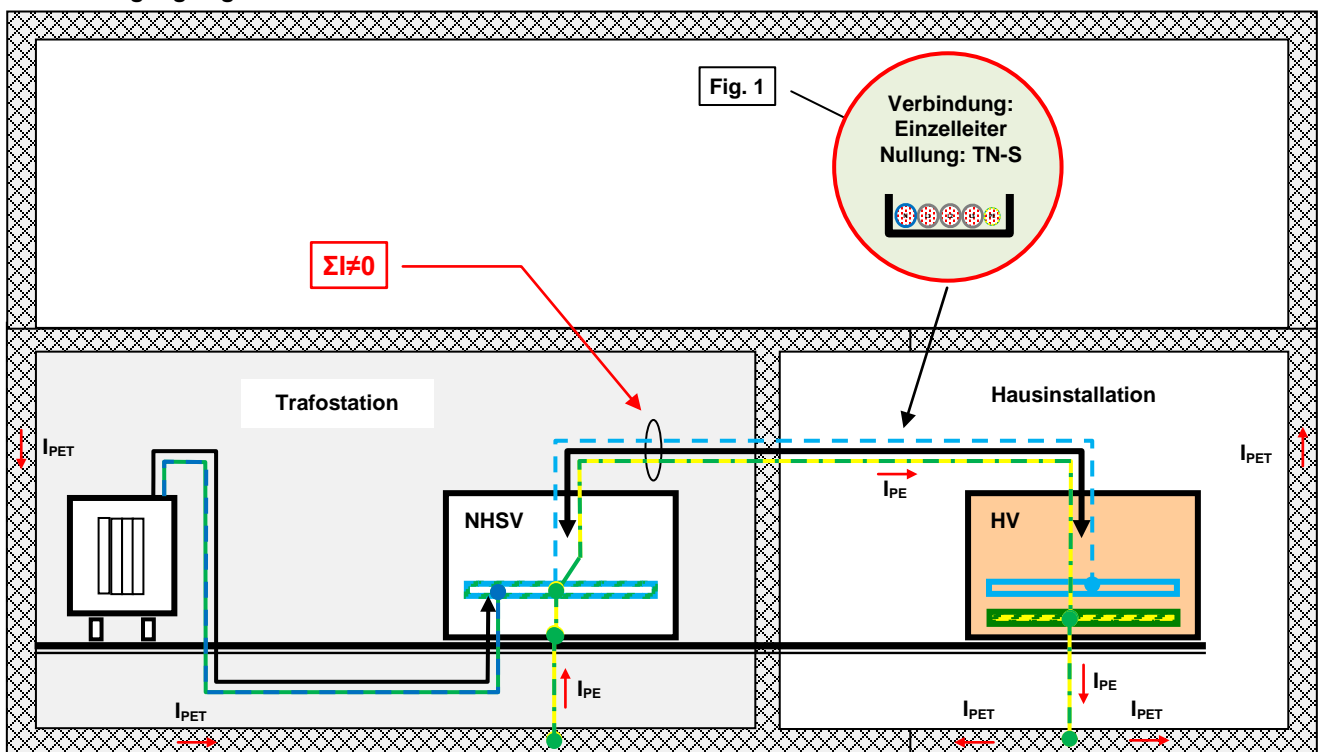 Fig. 1
Verbindung:
Einzelleiter
Nullung: TN-S
ΣI≠0
Trafostation
Hausinstallation
IPET
IPET
IPE
NHSV
HV
IPE
IPE
IPET
IPET
IPET